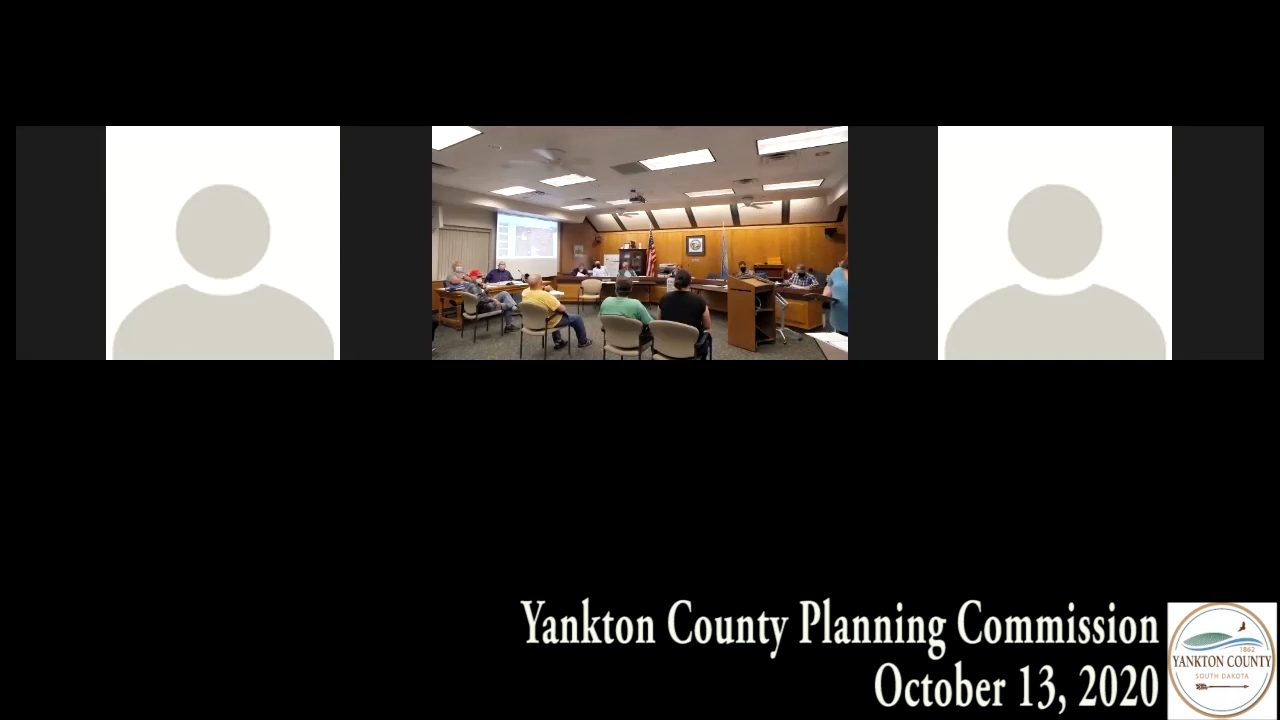 Yankton County Planning Commission
October 13, 2020
1862
YANKTON COUNTY
SOUTH DAKOTA